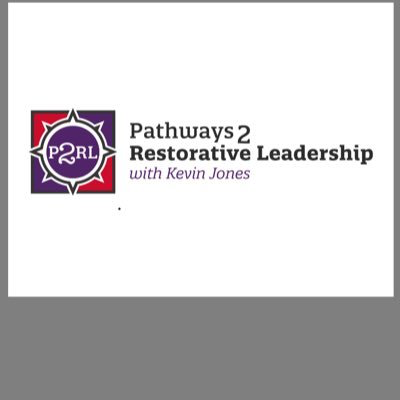 P2RL
Pathways 2
Restorative Leadership
with Kevin Jones